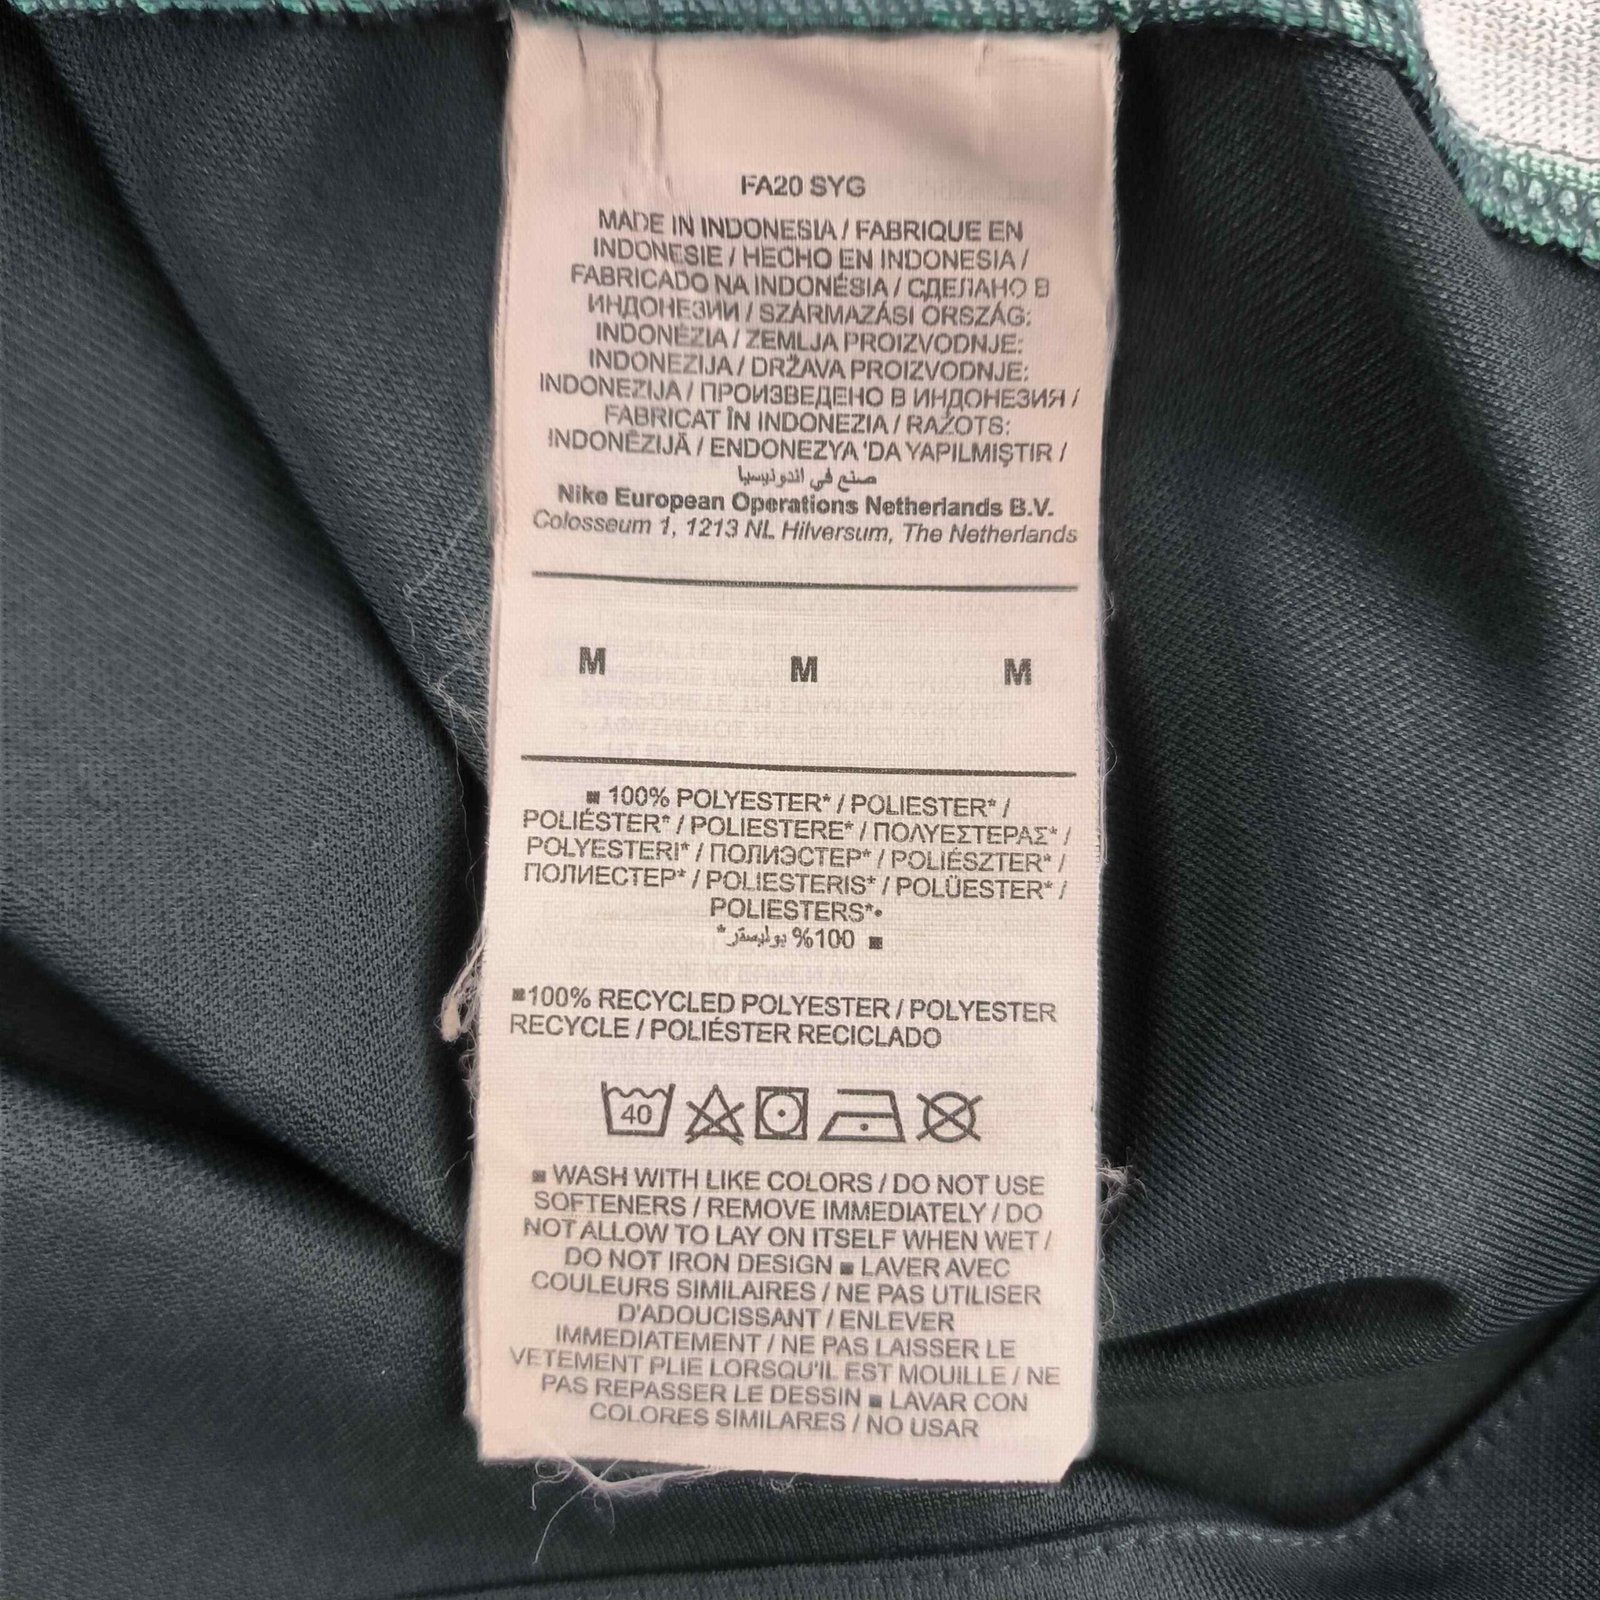 FA20 SYG
MADE IN INDONESIA / FABRIQUE EN
INDONESIE / HECHO EN INDONESIA /
FABRICADO NA INDONÉSIA / СДЕЛАНО В
ИНДОНЕЗИИ / SZÁRMAZÁSI ORSZÁG:
INDONÉZIA / ZEMLJA PROIZVODNJE:
INDONEZIJA / DRŽAVA PROIZVODNJE:
INDONEZIJA / ПРОИЗВЕДЕНО В ИНДОНЕЗИЯ /
FABRICAT ÎN INDONEZIA / RAŽOTS:
INDONĒZIJĀ / ENDONEZYA 'DA YAPILMIŞTIR /
صنع في اندونيسيا
Nike European Operations Netherlands B.V.
Colosseum 1, 1213 NL Hilversum, The Netherlands
M M M
■ 100% POLYESTER* / POLIESTER* /
POLIÉSTER* / POLIESTERE* / ΠΟΛΥΕΣΤΕΡΑΣ* /
POLYESTERI* / ПОЛИЭСТЕР* / POLIÉSZTER* /
ПОЛИЕСТЕР* / POLIESTERIS* / POLÜESTER* /
POLIESTERS*•
■ 100% بوليستر*
■100% RECYCLED POLYESTER / POLYESTER
RECYCLE / POLIÉSTER RECICLADO
40
■ WASH WITH LIKE COLORS / DO NOT USE
SOFTENERS / REMOVE IMMEDIATELY / DO
NOT ALLOW TO LAY ON ITSELF WHEN WET /
DO NOT IRON DESIGN ■ LAVER AVEC
COULEURS SIMILAIRES / NE PAS UTILISER
D'ADOUCISSANT / ENLEVER
IMMEDIATEMENT / NE PAS LAISSER LE
VETEMENT PLIE LORSQU'IL EST MOUILLE / NE
PAS REPASSER LE DESSIN ■ LAVAR CON
COLORES SIMILARES / NO USAR